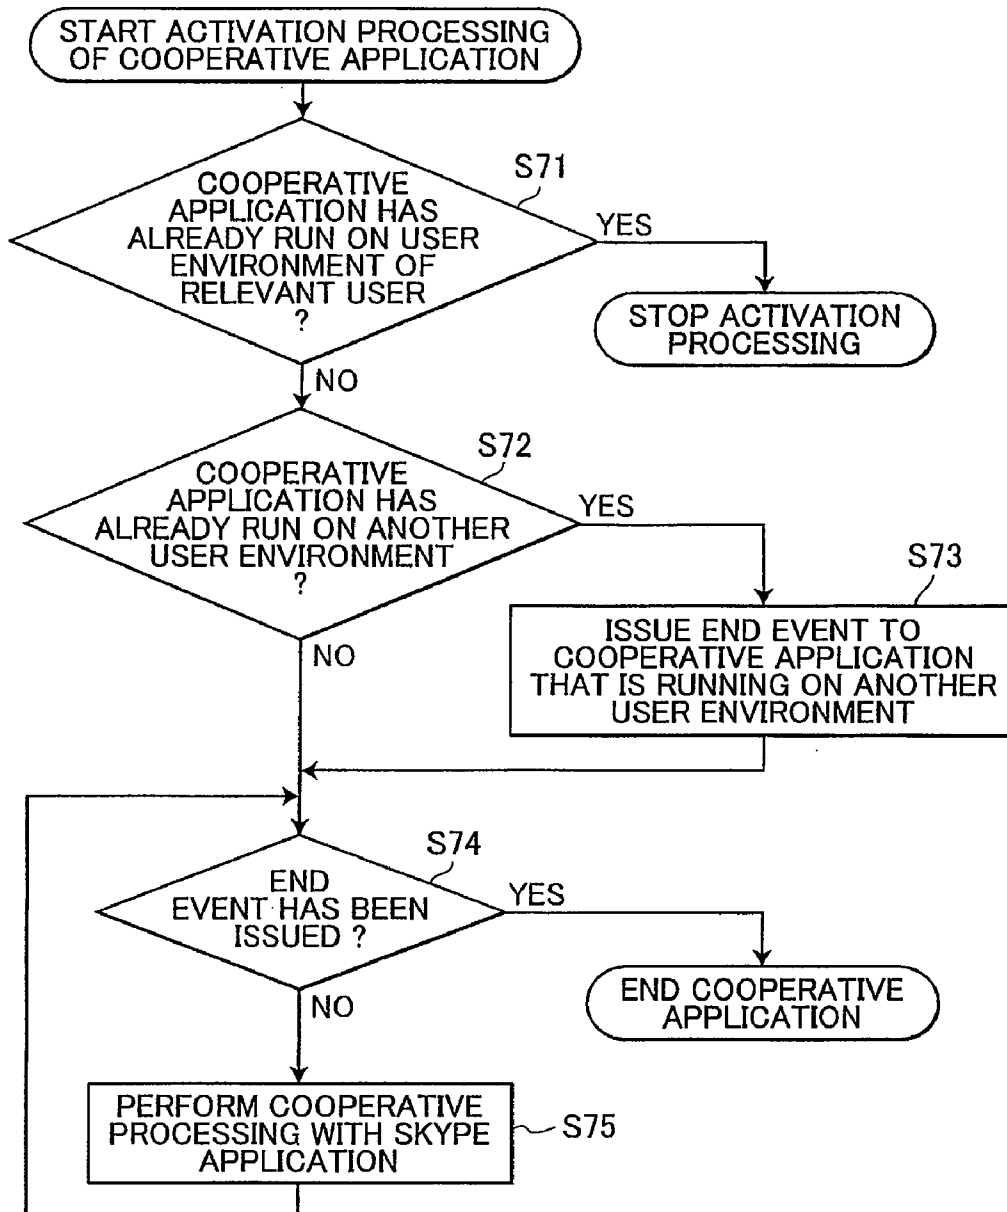 START ACTIVATION PROCESSING
OF COOPERATIVE APPLICATION
S71
COOPERATIVE
APPLICATION HAS
ALREADY RUN ON USER
ENVIRONMENT OF
RELEVANT USER
?
YES
STOP ACTIVATION
PROCESSING
NO
S72
COOPERATIVE
APPLICATION HAS
ALREADY RUN ON ANOTHER
USER ENVIRONMENT
?
YES
S73
ISSUE END EVENT TO
COOPERATIVE APPLICATION
THAT IS RUNNING ON ANOTHER
USER ENVIRONMENT
NO
S74
END
EVENT HAS BEEN
ISSUED ?
YES
END COOPERATIVE
APPLICATION
NO
PERFORM COOPERATIVE
PROCESSING WITH SKYPE
APPLICATION
S75